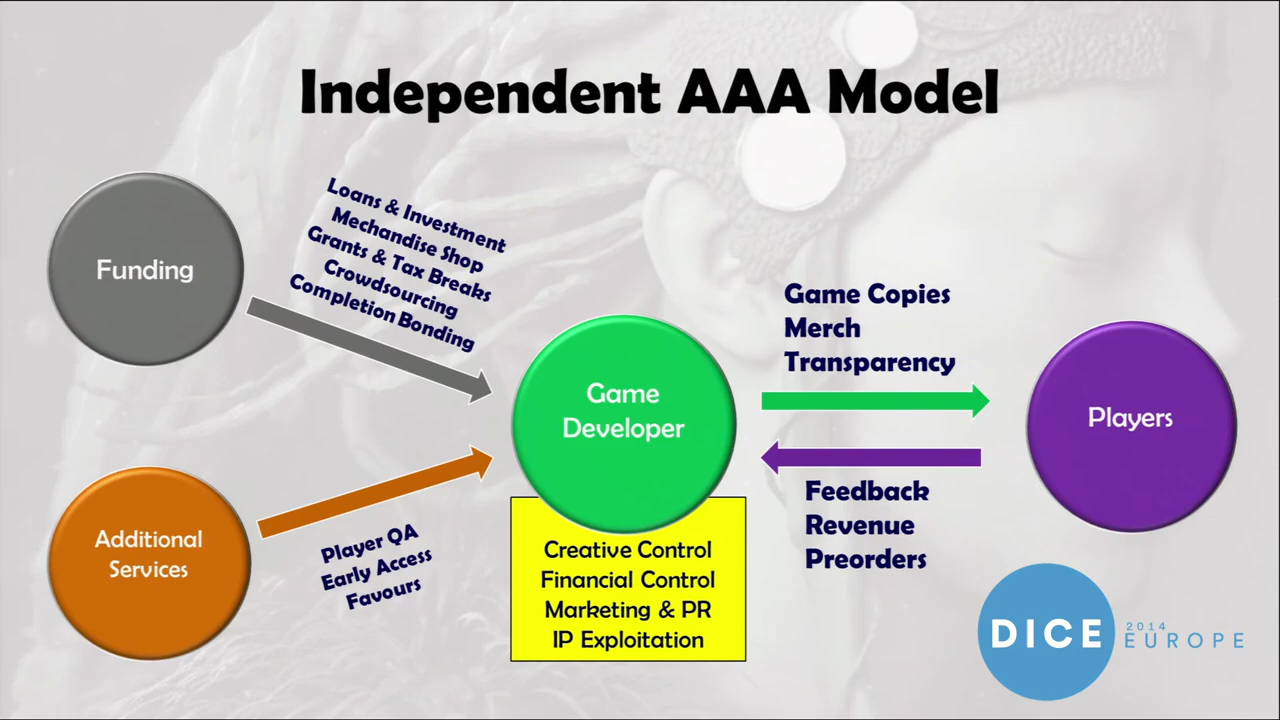 Independent AAA Model
Funding
Loans & Investment
Mechandise Shop
Grants & Tax Breaks
Crowdsourcing
Completion Bonding
Game
Developer
Game Copies
Merch
Transparency
Players
Feedback
Revenue
Preorders
Additional
Services
Player QA
Early Access
Favours
Creative Control
Financial Control
Marketing & PR
IP Exploitation
DICE
2014
EUROPE